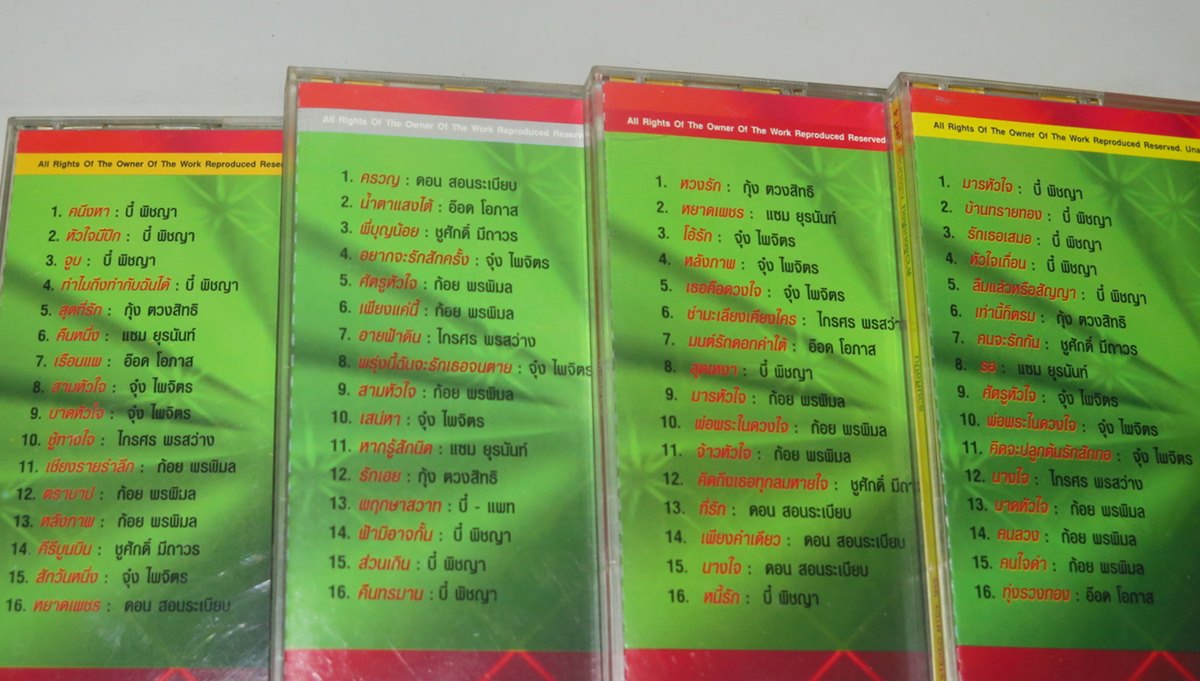 All Rights Of The Owner Of The Work Reproduced
1. คนึงหา : บี๋ พิชญา
2. หัวใจมีปีก : บี๋ พิชญา
3. จูบ : บี๋ พิชญา
4. ทำไมถึงทำกับฉันได้ : บี๋ พิชญา
5. สุดที่รัก : กุ้ง ตวงสิทธิ
6. คืนหนึ่ง : แซม ยุรนันท์
7. เรือนแพ : อ๊อด โอภาส
8. สามหัวใจ : จุ๋ง ไพจิตร
9. บาดหัวใจ : จุ๋ง ไพจิตร
10. ชู้ทางใจ : ไกรศร พรสว่าง
11. เชียงรายรำลึก : ก้อย พรพิมล
12. ตราบาป : ก้อย พรพิมล
13. หลังภาพ : ก้อย พรพิมล
14. คีรีบูนบิน : ชูศักดิ์ มีถาวร
15. สักวันหนึ่ง : จุ๋ง ไพจิตร
16. หยาดเพชร : ดอน สอนระเบียบ
All Rights Of The Owner Of The Work Reproduced Reserved
1. ครวญ : ดอน สอนระเบียบ
2. น้ำตาแสงไต้ : อ๊อด โอภาส
3. พี่บุญน้อย : ชูศักดิ์ มีถาวร
4. อยากจะรักสักครั้ง : จุ๋ง ไพจิตร
5. ศัตรูหัวใจ : ก้อย พรพิมล
6. เพียงแค่นี้ : ก้อย พรพิมล
7. อายฟ้าดิน : ไกรศร พรสว่าง
8. พรุ่งนี้ฉันจะรักเธอจนตาย : จุ๋ง ไพจิตร
9. สามหัวใจ : ก้อย พรพิมล
10. เสน่หา : จุ๋ง ไพจิตร
11. หากรู้สักนิด : แซม ยุรนันท์
12. รักเอย : กุ้ง ตวงสิทธิ
13. พฤกษาสวาท : บี๋ - แพท
14. ฟ้ามิอาจกั้น : บี๋ พิชญา
15. ส่วนเกิน : บี๋ พิชญา
16. คืนทรมาน : บี๋ พิชญา
All Rights Of The Owner Of The Work Reproduced Reserved
1. หวงรัก : กุ้ง ตวงสิทธิ
2. หยาดเพชร : แซม ยุรนันท์
3. โอ้รัก : จุ๋ง ไพจิตร
4. หลังภาพ : จุ๋ง ไพจิตร
5. เธอคือดวงใจ : จุ๋ง ไพจิตร
6. ชำมะเลียงเคียงใคร : ไกรศร พรสว่าง
7. มนต์รักดอกคำใต้ : อ๊อด โอภาส
8. สุดเหงา : บี๋ พิชญา
9. มารหัวใจ : ก้อย พรพิมล
10. พ่อพระในดวงใจ : ก้อย พรพิมล
11. จ้าวหัวใจ : ก้อย พรพิมล
12. คิดถึงเธอทุกลมหายใจ : ชูศักดิ์
13. ที่รัก : ดอน สอนระเบียบ
14. เพียงคำเดียว : ดอน สอนระเบียบ
15. นางใจ : ดอน สอนระเบียบ
16. หนี้รัก : บี๋ พิชญา
All Rights Of The Owner Of The Work Reproduced Reserved.
1. มารหัวใจ : บี๋ พิชญา
2. บ้านทรายทอง : บี๋ พิชญา
3. รักเธอเสมอ : บี๋ พิชญา
4. หัวใจเถื่อน : บี๋ พิชญา
5. ลืมแล้วหรือสัญญา : บี๋ พิชญา
6. เท่านี้ก็ตรม : กุ้ง ตวงสิทธิ
7. คนจะรักกัน : ชูศักดิ์ มีถาวร
8. รอ : แซม ยุรนันท์
9. ศัตรูหัวใจ : จุ๋ง ไพจิตร
10. พ่อพระในดวงใจ : จุ๋ง ไพจิตร
11. คิดจะปลูกต้นรักสักกอ : จุ๋ง ไพจิตร
12. นางใจ : ไกรศร พรสว่าง
13. บาดหัวใจ : ก้อย พรพิมล
14. คนลวง : ก้อย พรพิมล
15. คนใจดำ : ก้อย พรพิมล
16. ทุ่งรวงทอง : อ๊อด โอภาส